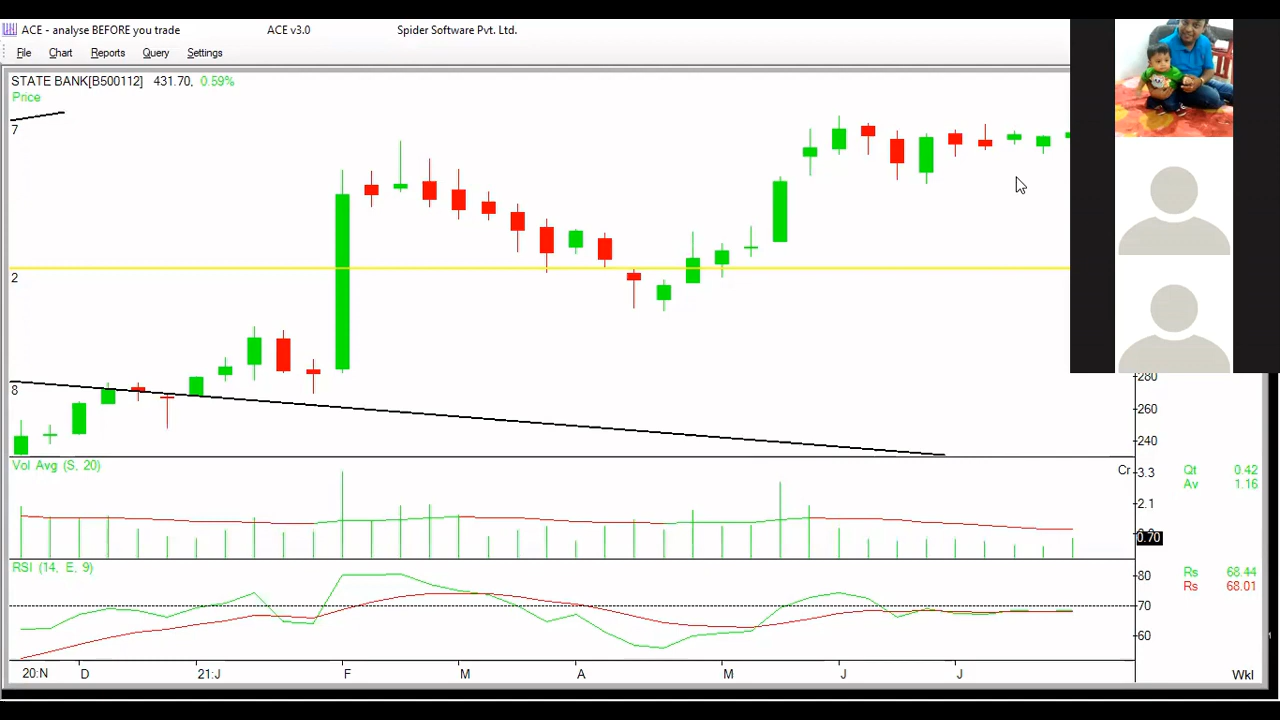 ACE - analyse BEFORE you trade ACE v3.0 Spider Software Pvt. Ltd.
File Chart Reports Query Settings
STATE BANK[B500112] 431.70, 0.59%
Price
7
2
8
280
260
240
Vol Avg (S, 20)
Cr 3.3
2.1
0.70
Qt 0.42
Av 1.16
RSI (14, E, 9)
80
70
60
Rs 68.44
Rs 68.01
20:N D 21:J F M A M J J Wkl